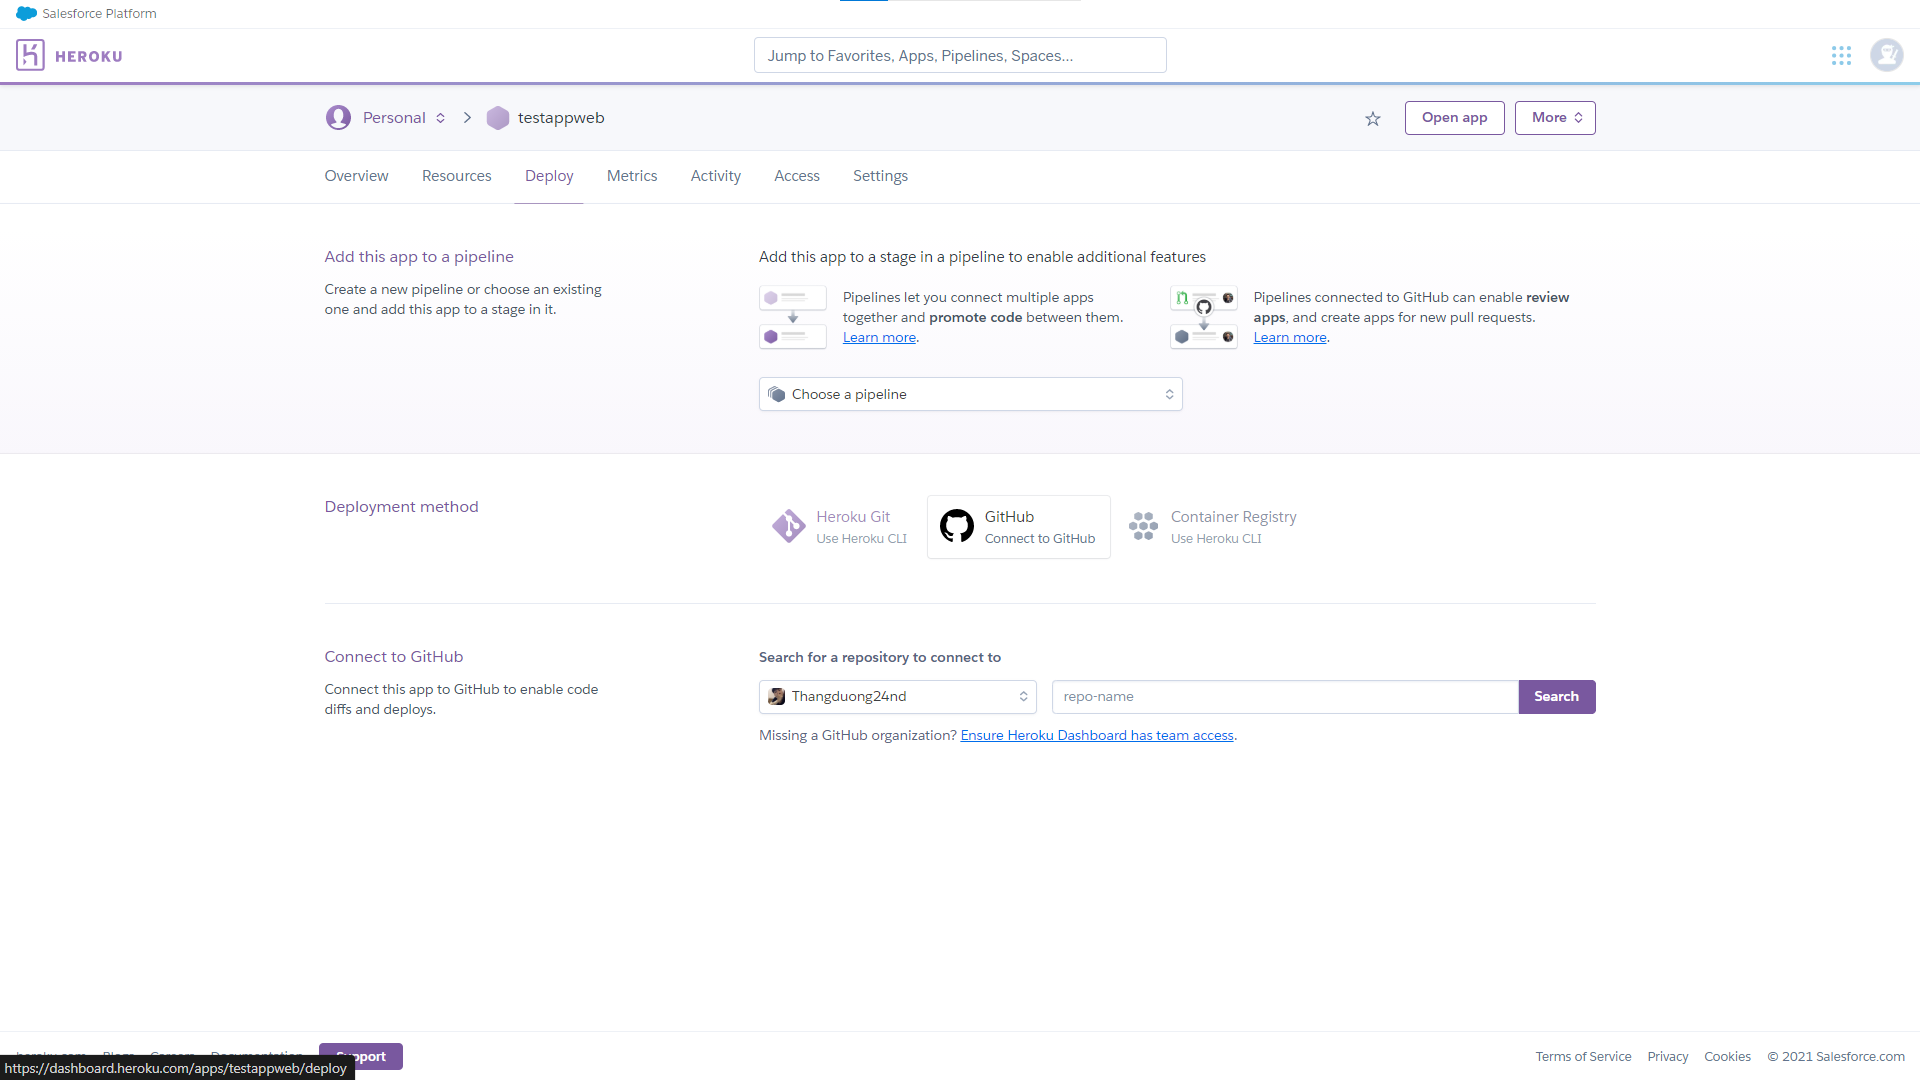 Salesforce Platform
HEROKU
Jump to Favorites, Apps, Pipelines, Spaces...
Personal
testappweb
Open app
More
Overview
Resources
Deploy
Metrics
Activity
Access
Settings
Add this app to a pipeline
Create a new pipeline or choose an existing
one and add this app to a stage in it.
Add this app to a stage in a pipeline to enable additional features
Pipelines let you connect multiple apps
together and promote code between them.
Learn more.
Pipelines connected to GitHub can enable review
apps, and create apps for new pull requests.
Learn more.
Choose a pipeline
Deployment method
Heroku Git
Use Heroku CLI
GitHub
Connect to GitHub
Container Registry
Use Heroku CLI
Connect to GitHub
Connect this app to GitHub to enable code
diffs and deploys.
Search for a repository to connect to
Thangduong24nd
repo-name
Search
Missing a GitHub organization? Ensure Heroku Dashboard has team access.
Support
Terms of Service
Privacy
Cookies
© 2021 Salesforce.com
https://dashboard.heroku.com/apps/testappweb/deploy